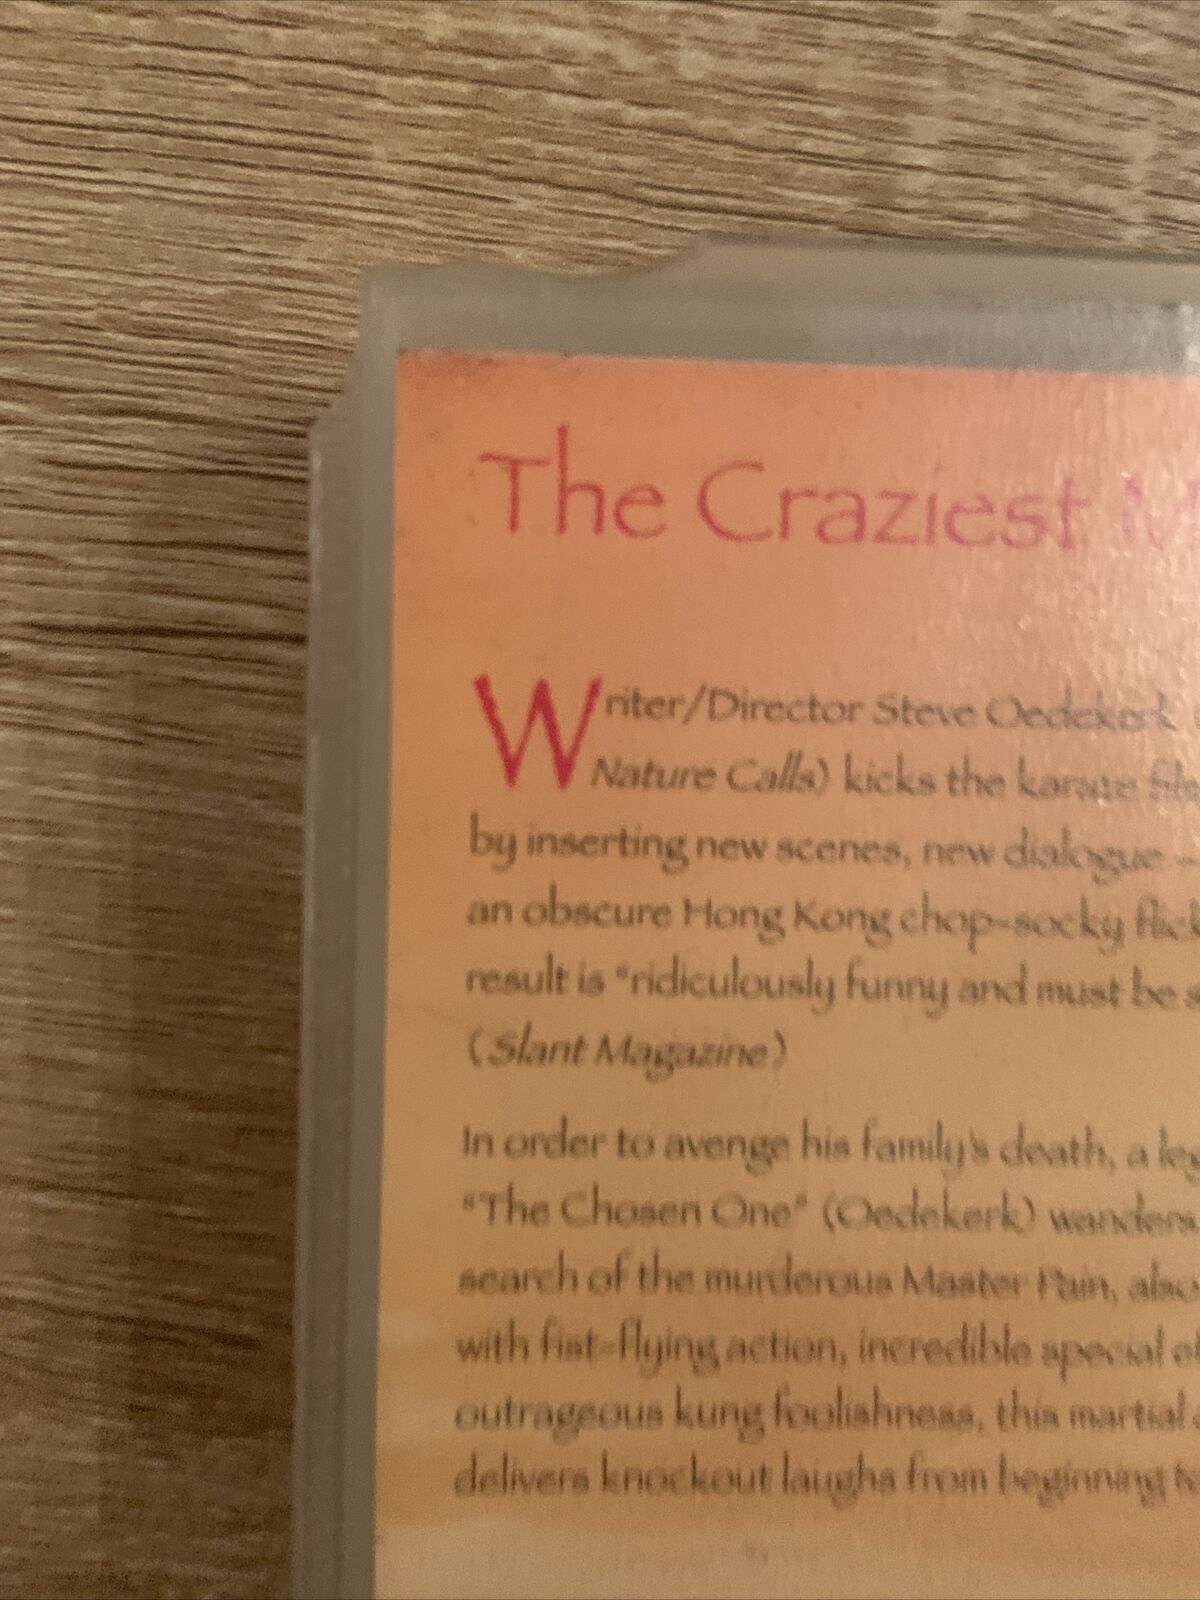 The Craziest
Writer/Director Steve Oedekerk
Nature Calls) kicks the karate
by inserting new scenes, new dialogue –
an obscure Hong Kong chop-socky
result is "ridiculously funny and must be
(Slant Magazine)
In order to avenge his family's death, a
"The Chosen One" (Oedekerk) wanders
search of the murderous Master Pain, also
with fist-flying action, incredible special
outrageous kung foolishness, this martial
delivers knockout laughs from beginning